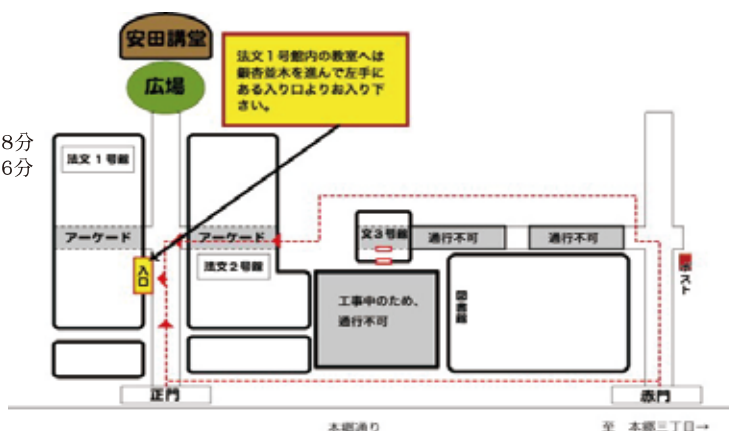 安田講堂
広場
法文1号館内の教室へは
銀杏並木を進んで左手に
ある入り口よりお入り下
さい。
8分
6分
法文1号館
アーケード
アーケード
文3号館
通行不可
通行不可
入口
法文2号館
工事中のため、
通行不可
図書館
ポスト
正門
赤門
本郷通り
至 本郷三丁目→